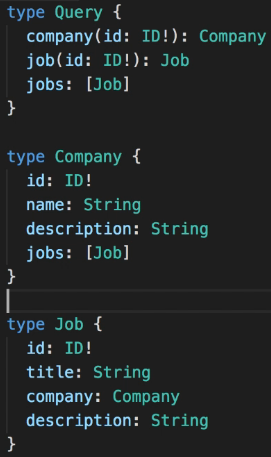 type Query {
  company(id: ID!): Company
  job(id: ID!): Job
  jobs: [Job]
}

type Company {
  id: ID!
  name: String
  description: String
  jobs: [Job]
}

type Job {
  id: ID!
  title: String
  company: Company
  description: String
}